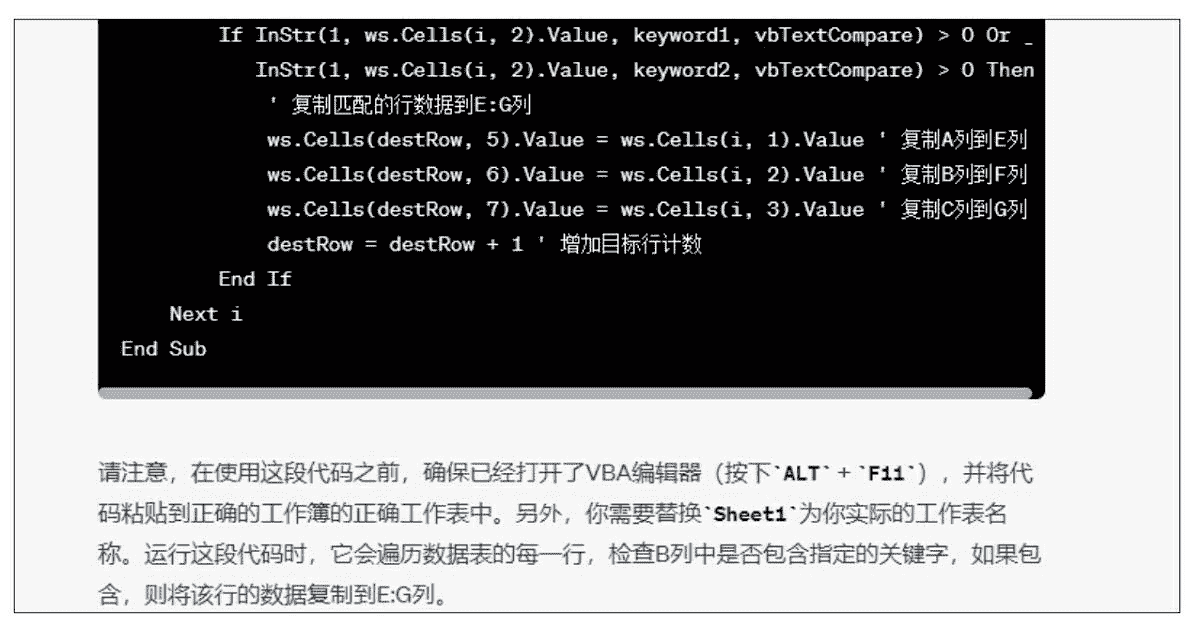 If InStr(1, ws.Cells(i, 2).Value, keyword1, vbTextCompare) > 0 Or _
InStr(1, ws.Cells(i, 2).Value, keyword2, vbTextCompare) > 0 Then
' 复制匹配的行数据到E:G列
ws.Cells(destRow, 5).Value = ws.Cells(i, 1).Value ' 复制A列到E列
ws.Cells(destRow, 6).Value = ws.Cells(i, 2).Value ' 复制B列到F列
ws.Cells(destRow, 7).Value = ws.Cells(i, 3).Value ' 复制C列到G列
destRow = destRow + 1 ' 增加目标行计数
End If
Next i
End Sub
请注意，在使用这段代码之前，确保已经打开了VBA编辑器（按下`ALT` + `F11`），并将代
码粘贴到正确的工作簿的正确工作表中。另外，你需要替换`Sheet1`为你实际的工作表名
称。运行这段代码时，它会遍历数据表的每一行，检查B列中是否包含指定的关键字，如果包
含，则将该行的数据复制到E:G列。